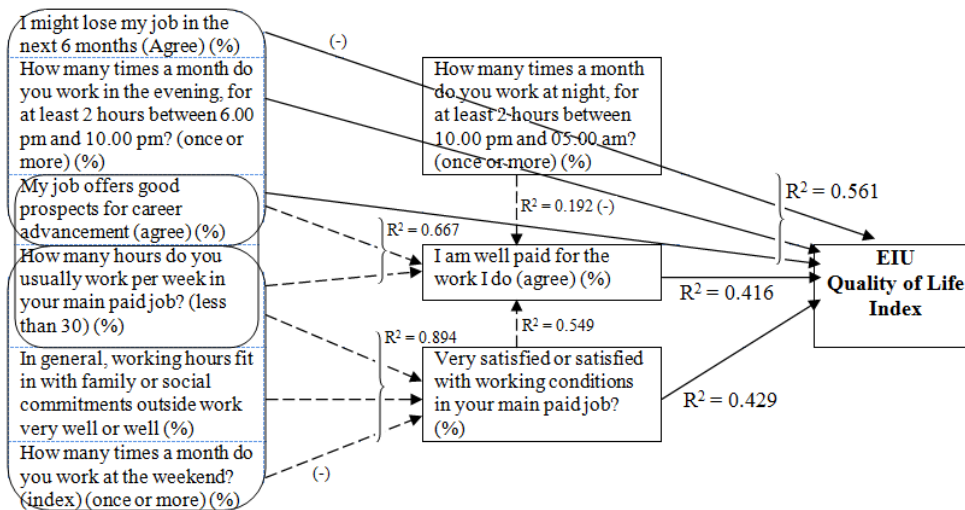 I might lose my job in the
next 6 months (Agree) (%)
How many times a month do
you work in the evening, for
at least 2 hours between 6.00
pm and 10.00 pm? (once or
more) (%)
My job offers good
prospects for career
advancement (agree) (%)
How many hours do you
usually work per week in
your main paid job? (less
than 30) (%)
In general, working hours fit
in with family or social
commitments outside work
very well or well (%)
How many times a month do
you work at the weekend?
(index) (once or more) (%)
(-)
How many times a month
do you work at night, for
at least 2 hours between
10.00 pm and 05.00 am?
(once or more) (%)
R² = 0.192 (-)
R² = 0.667
I am well paid for the
work I do (agree) (%)
R² = 0.549
R² = 0.894
Very satisfied or satisfied
with working conditions
in your main paid job?
(%)
(-)
R² = 0.561
R² = 0.416
R² = 0.429
EIU
Quality of Life
Index